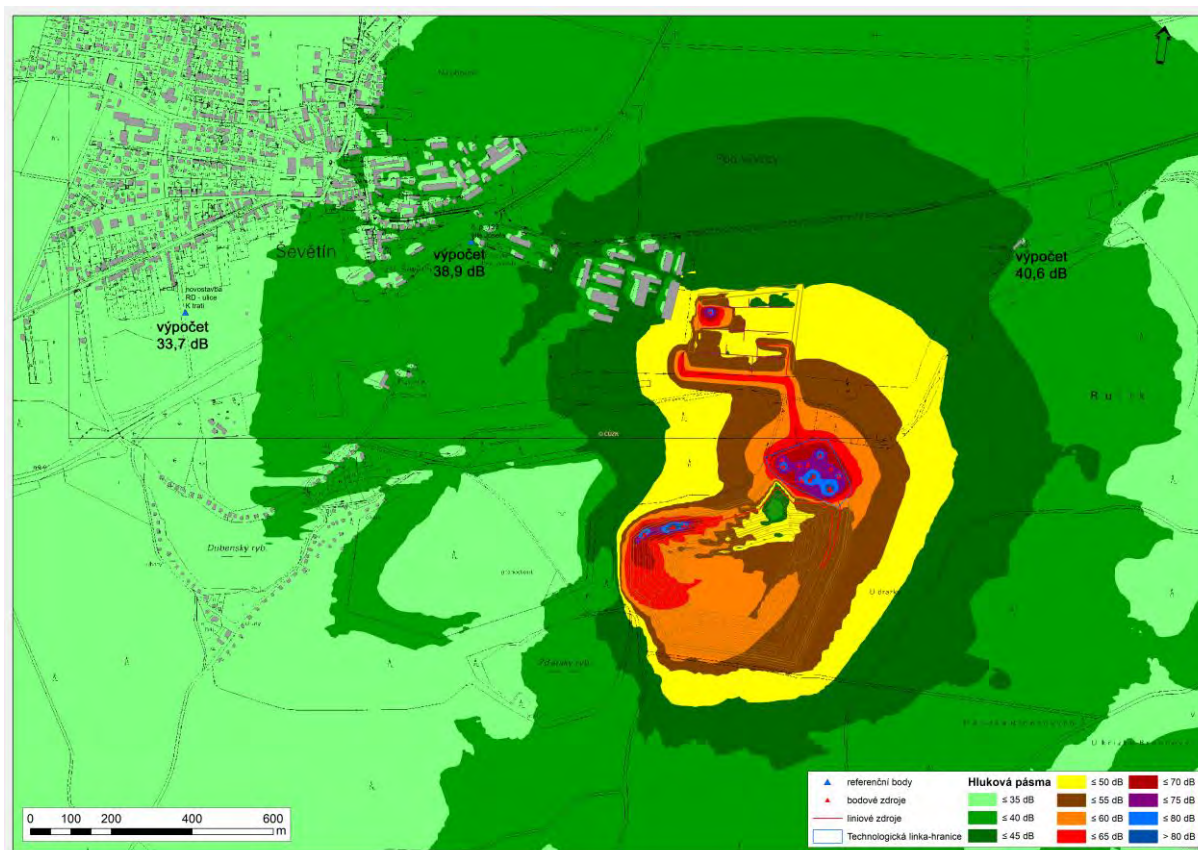 Ševětín
výpočet
38,9 dB
výpočet
40,6 dB
novostavba
RD - ulice
K trati
výpočet
33,7 dB
© ČÚZK
Dubenský ryb.
referenční body
bodové zdroje
liniové zdroje
Technologická linka-hranice
Hluková pásma
≤ 35 dB
≤ 40 dB
≤ 45 dB
≤ 50 dB
≤ 55 dB
≤ 60 dB
≤ 65 dB
≤ 70 dB
≤ 75 dB
≤ 80 dB
> 80 dB
0 100 200 400 600
m